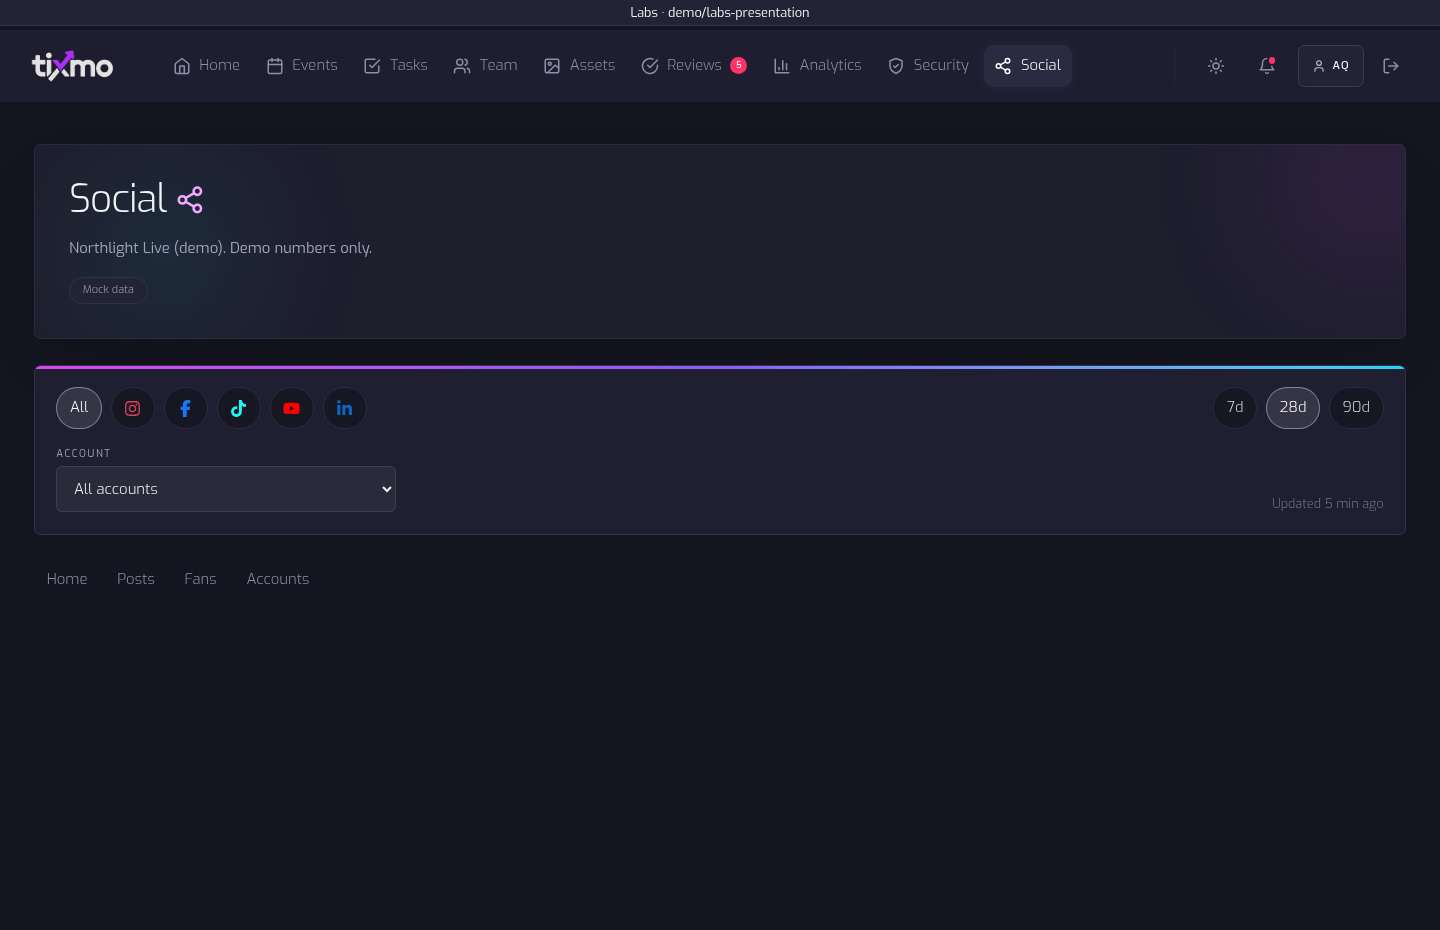 Labs · demo/labs-presentation
tixmo
Home
Events
Tasks
Team
Assets
Reviews 5
Analytics
Security
Social
AQ
Social
Northlight Live (demo). Demo numbers only.
Mock data
All
7d
28d
90d
ACCOUNT
All accounts
Updated 5 min ago
Home
Posts
Fans
Accounts